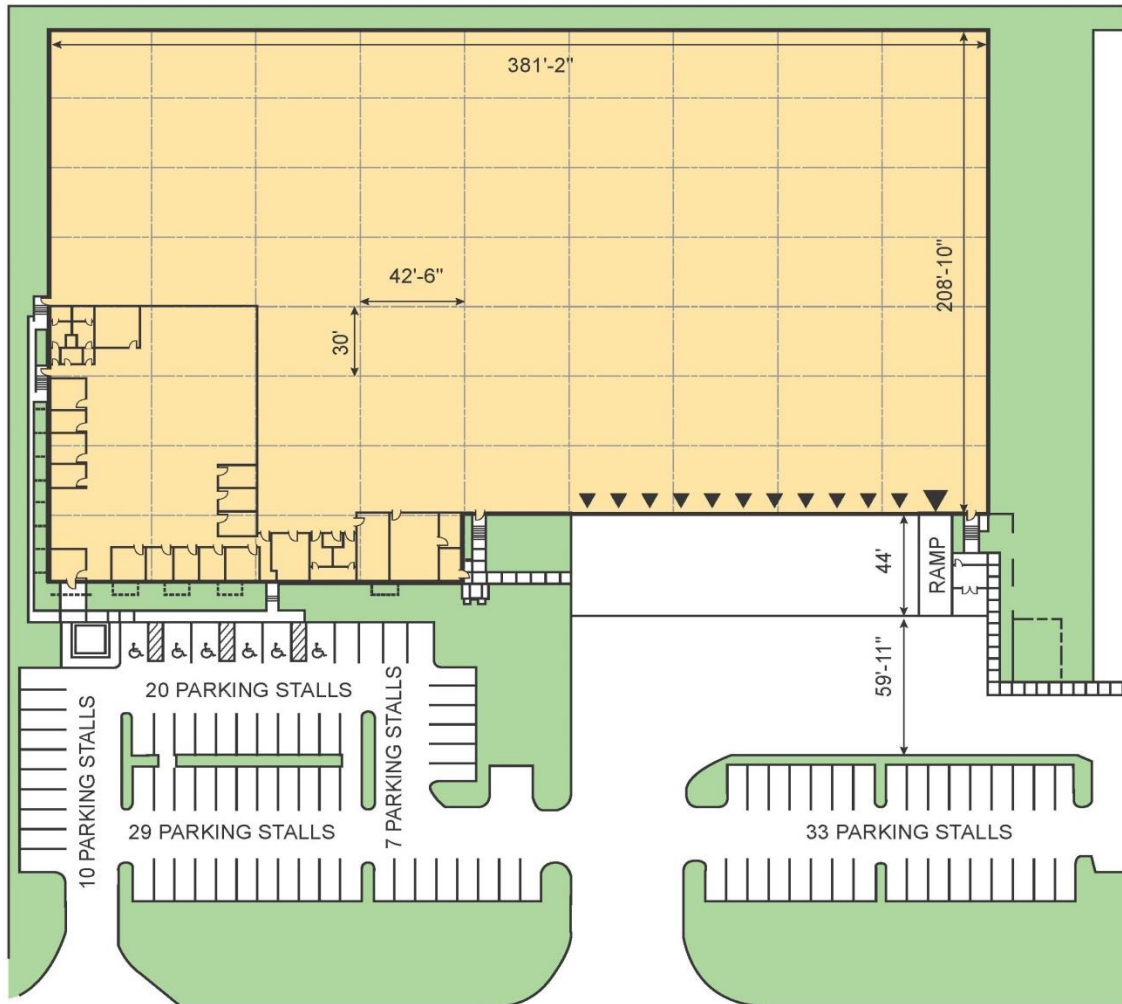 381'-2"
208'-10"
42'-6"
30'
44'
RAMP
59'-11"
20 PARKING STALLS
10 PARKING STALLS
7 PARKING STALLS
29 PARKING STALLS
33 PARKING STALLS